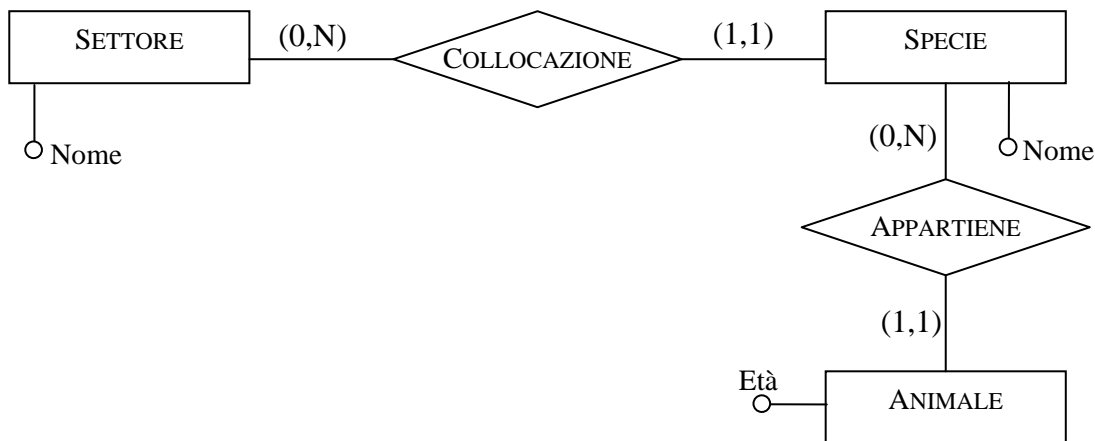 SETTORE
(0,N)
COLLOCAZIONE
(1,1)
SPECIE
Nome
(0,N)
Nome
APPARTIENE
(1,1)
Età
ANIMALE